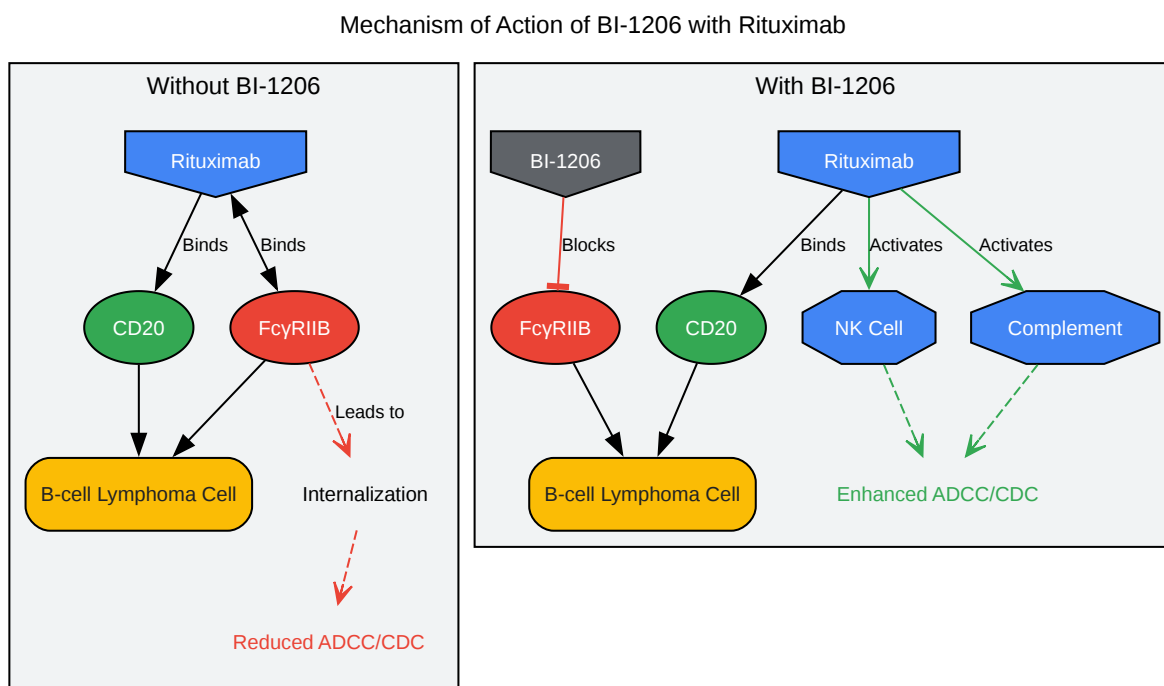 Mechanism of Action of BI-1206 with Rituximab
Without BI-1206
Rituximab
Binds
Binds
CD20
FcγRIIB
Leads to
B-cell Lymphoma Cell
Internalization
Reduced ADCC/CDC
With BI-1206
BI-1206
Rituximab
Blocks
Binds
Activates
Activates
FcγRIIB
CD20
NK Cell
Complement
B-cell Lymphoma Cell
Enhanced ADCC/CDC